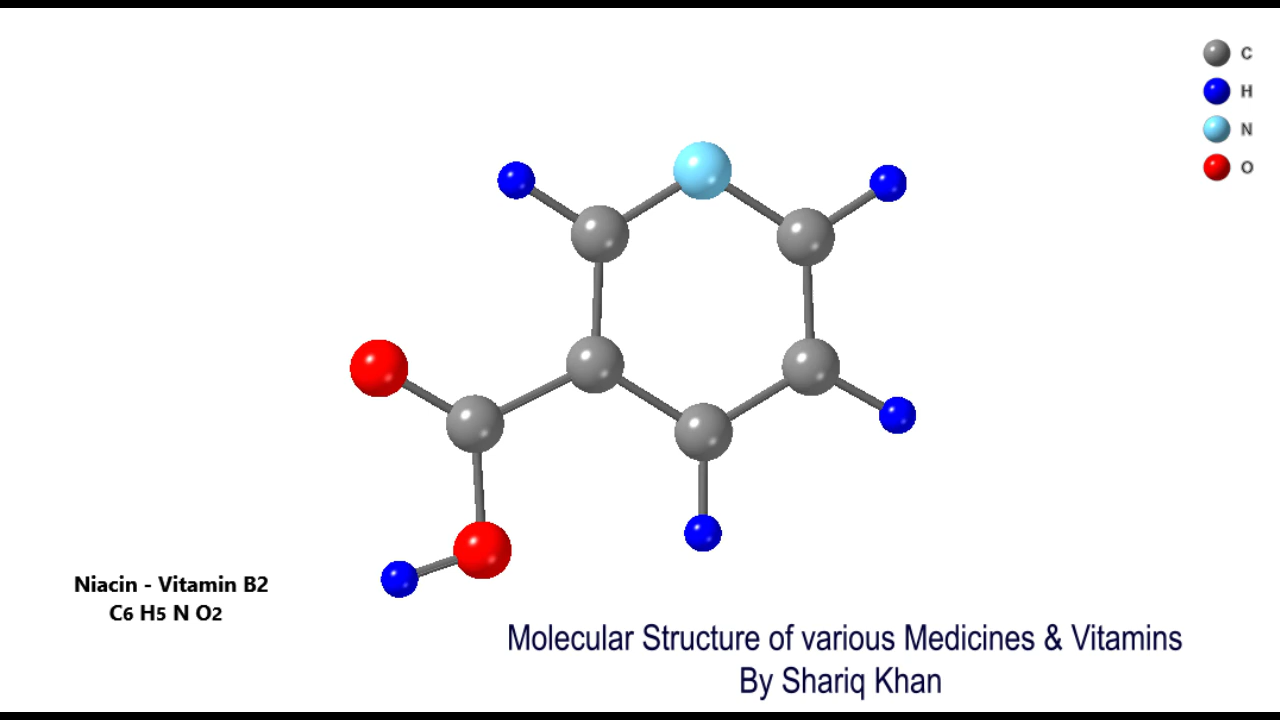 C
H
N
O
Niacin - Vitamin B2
C6 H5 N O2
Molecular Structure of various Medicines & Vitamins
By Shariq Khan